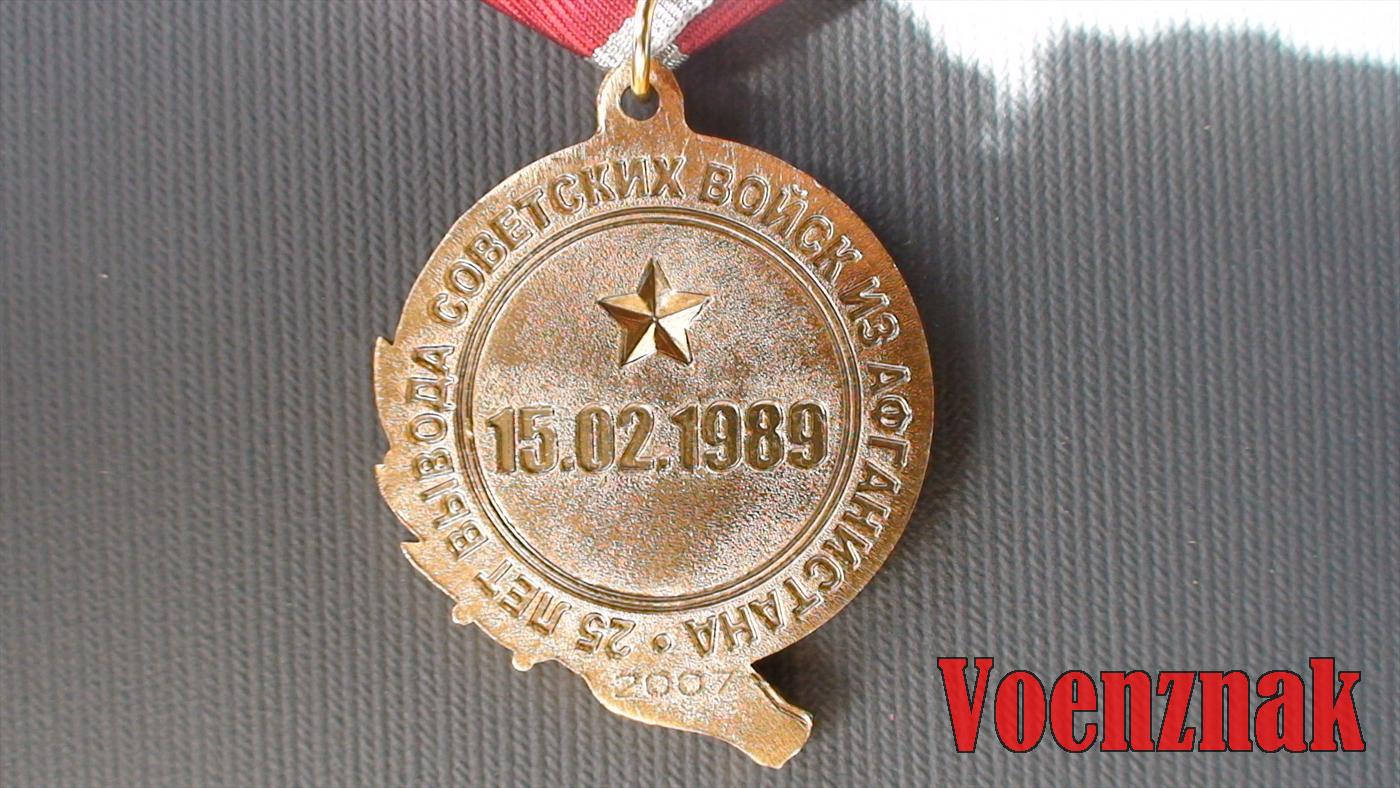 25 ЛЕТ ВЫВОДА СОВЕТСКИХ ВОЙСК ИЗ АФГАНИСТАНА •
15.02.1989
2007
Voenznak